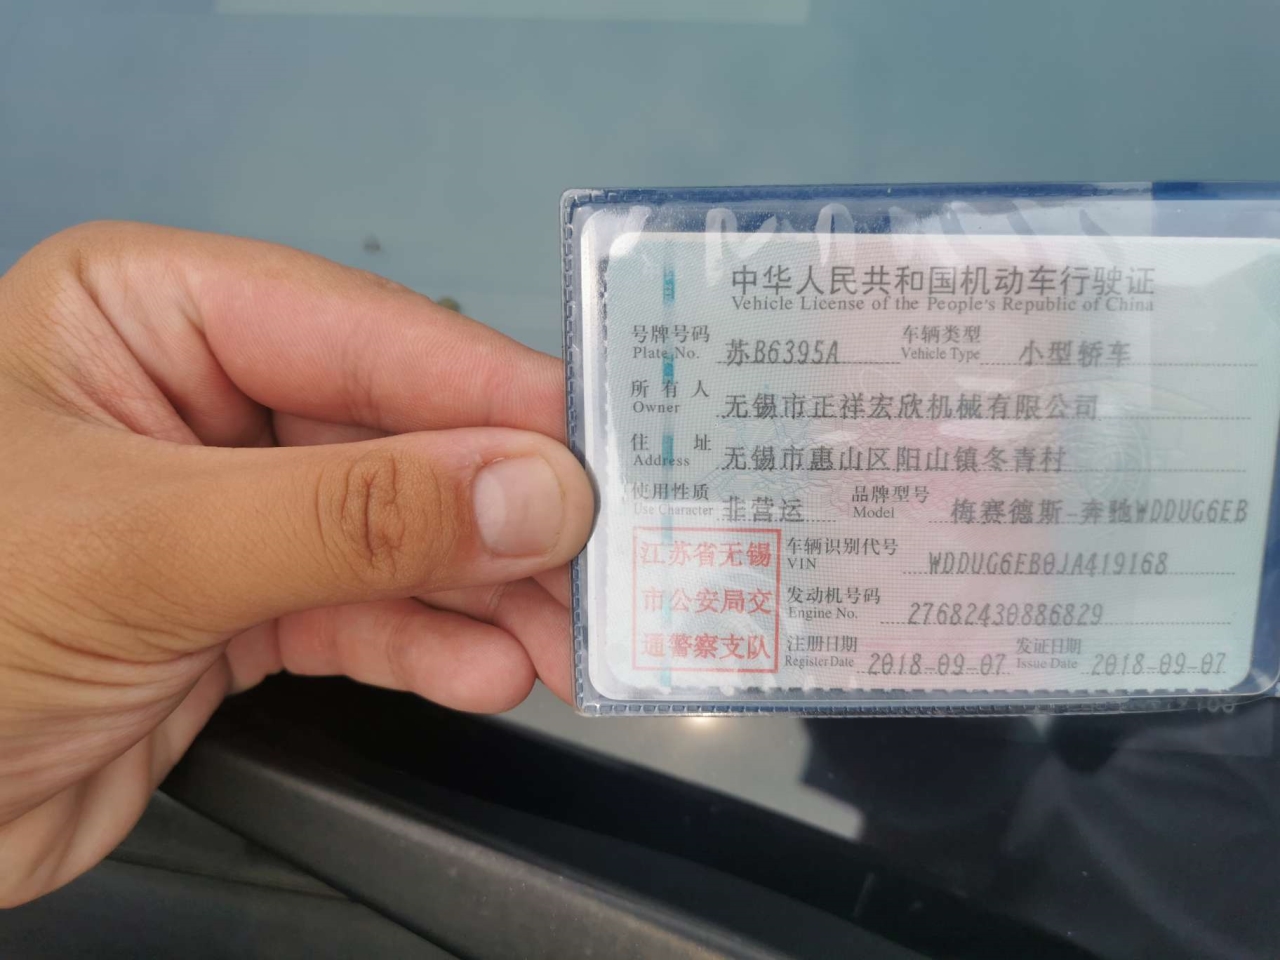 中华人民共和国机动车行驶证
Vehicle License of the People's Republic of China
号牌号码 苏B6395A 车辆类型 小型轿车
Plate No. Vehicle Type
所有人 无锡市正祥宏欣机械有限公司
Owner
住址 无锡市惠山区阳山镇冬青村
Address
使用性质 非营运 品牌型号 梅赛德斯-奔驰WDDUG6EB
Use Character Model
江苏省无锡
市公安局交
通警察支队
车辆识别代号 WDDUG6EB0JA419168
VIN
发动机号码 27682430886829
Engine No.
注册日期 2018-09-07 发证日期 2018-09-07
Register Date Issue Date